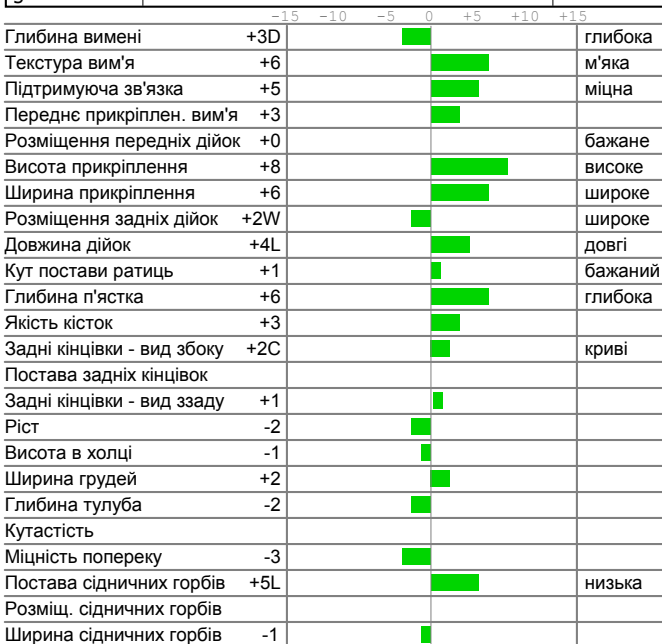 -15 -10 -5 0 +5 +10 +15
Глибина вимені +3D глибока
Текстура вим'я +6 м'яка
Підтримуюча зв'язка +5 міцна
Переднє прикріплен. вим'я +3
Розміщення передніх дійок +0 бажане
Висота прикріплення +8 високе
Ширина прикріплення +6 широке
Розміщення задніх дійок +2W широке
Довжина дійок +4L довгі
Кут постави ратиць +1 бажаний
Глибина п'ястка +6 глибока
Якість кісток +3
Задні кінцівки - вид збоку +2C криві
Постава задніх кінцівок
Задні кінцівки - вид ззаду +1
Ріст -2
Висота в холці -1
Ширина грудей +2
Глибина тулуба -2
Кутастість
Міцність попереку -3
Постава сідничних горбів +5L низька
Розміщ. сідничних горбів
Ширина сідничних горбів -1